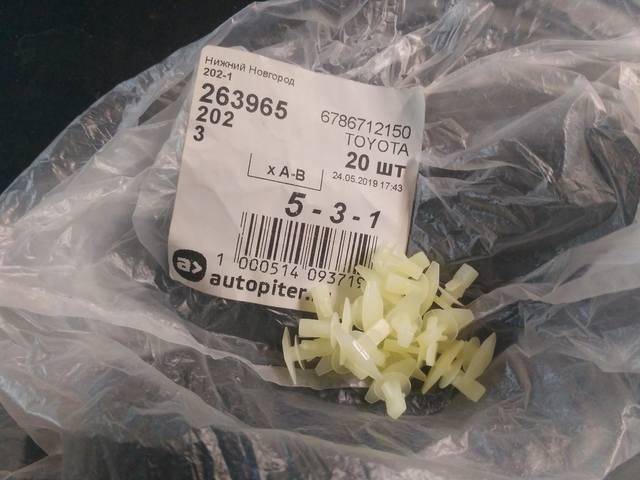 Нижний Новгород
202-1
263965
202
3
6786712150
TOYOTA
20 шт
24.05.2019 17:43
x A-B
5-3-1
1 000514 093719
a>
autopiter.